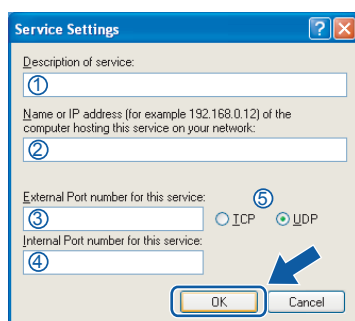 Service Settings
Description of service:
①
Name or IP address (for example 192.168.0.12) of the
computer hosting this service on your network:
②
External Port number for this service: ⑤
③ TCP UDP
Internal Port number for this service:
④
OK Cancel